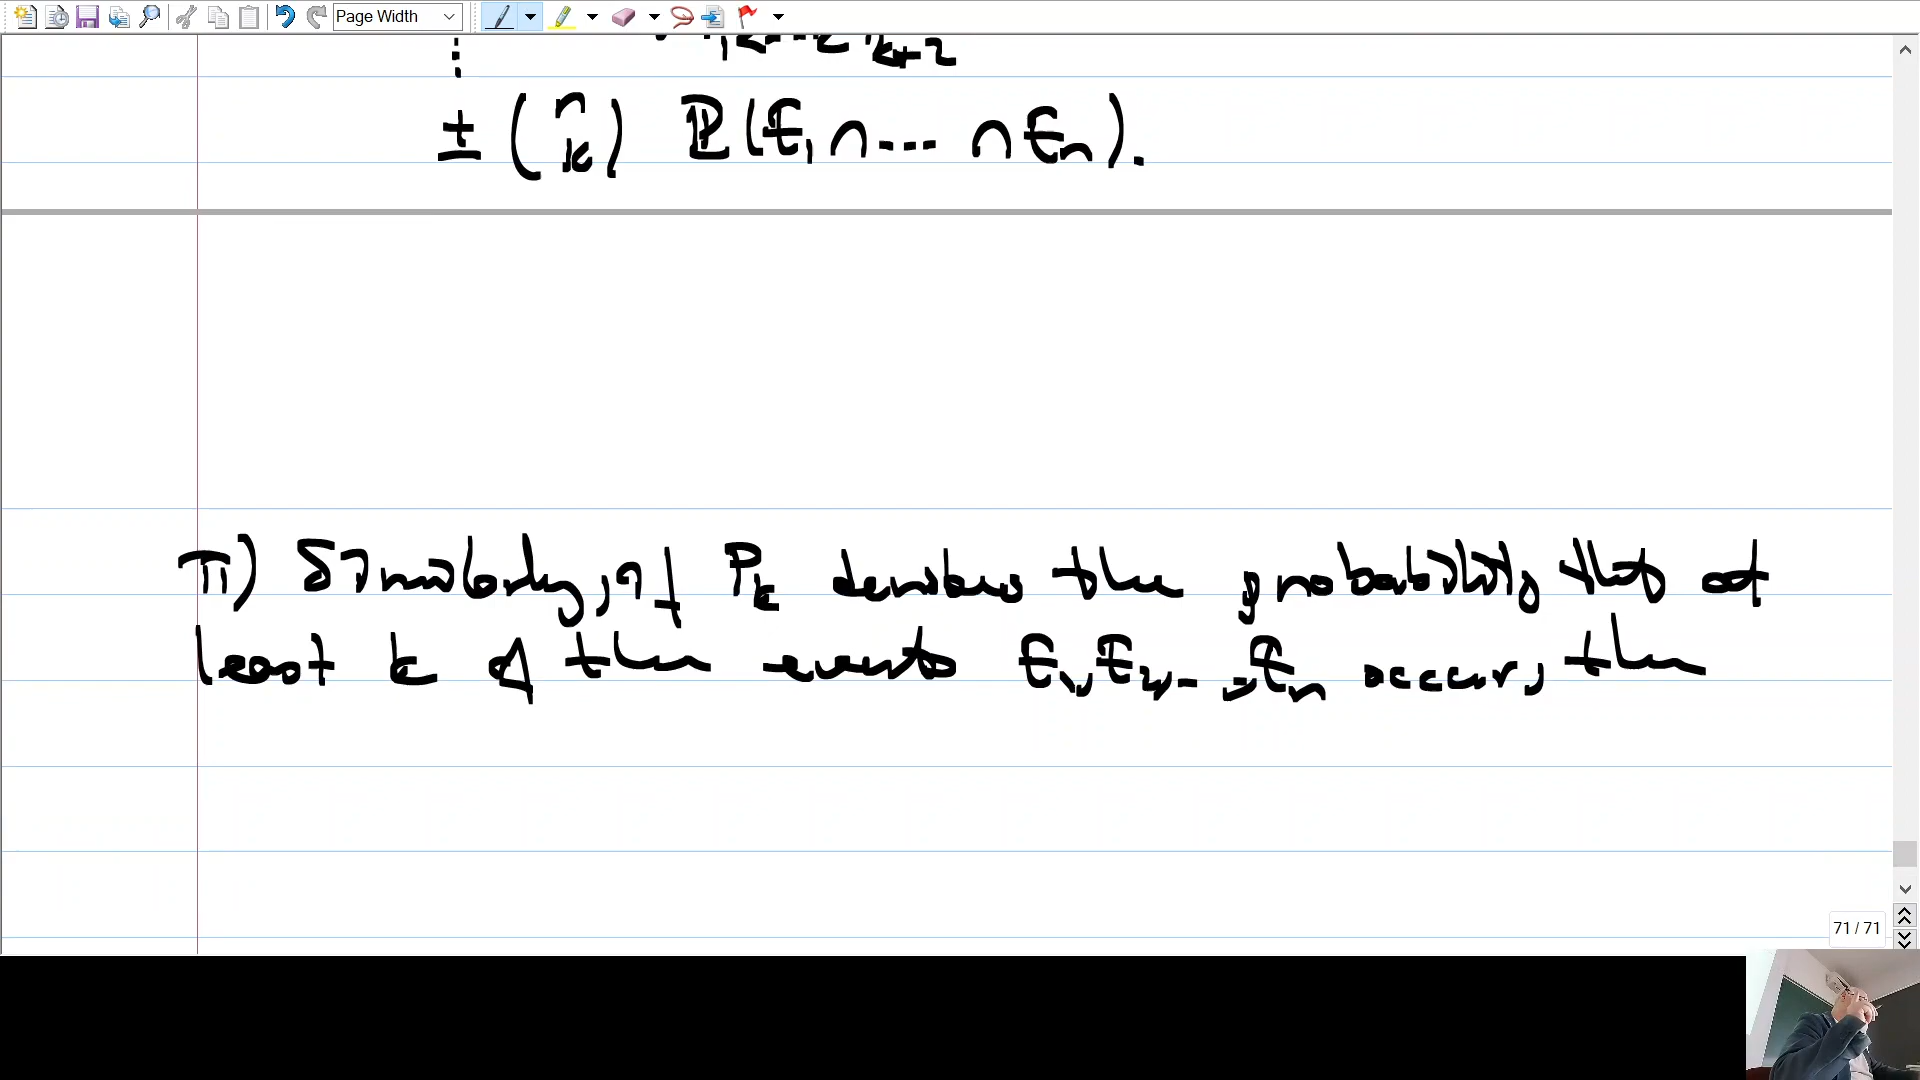 Page Width
k+2
⋮
± (n k) ℙ(E₁∩... ∩Eₙ).
II) Similarly, if Pₖ denotes the probability that at
least k of the events E₁,E₂,-,Eₙ occur, then
71 / 71